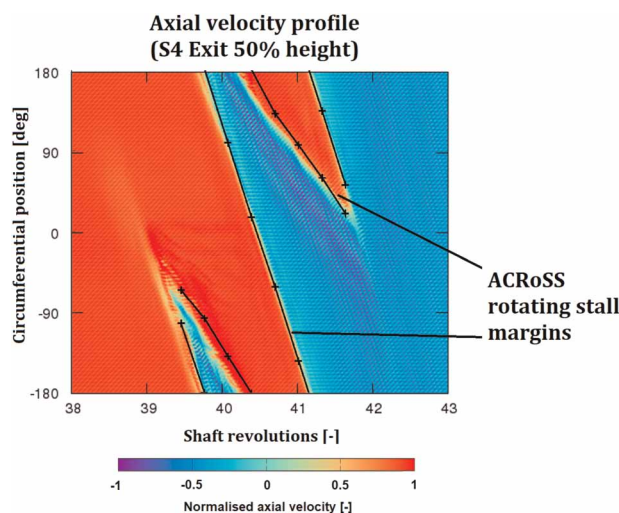 Axial velocity profile
(S4 Exit 50% height)
Circumferential position [deg]
180
90
0
-90
-180
38
39
40
41
42
43
Shaft revolutions [-]
ACRoSS
rotating stall
margins
-1
-0.5
0
0.5
1
Normalised axial velocity [-]